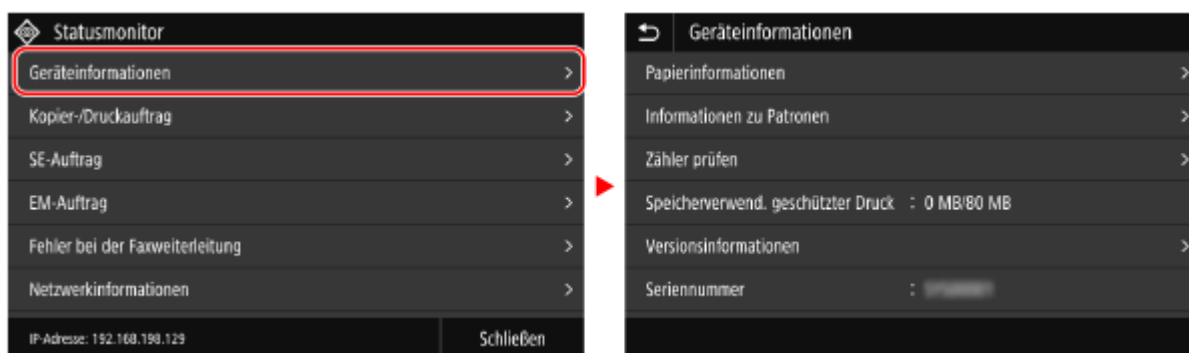 Statusmonitor
Geräteinformationen
Kopier-/Druckauftrag
SE-Auftrag
EM-Auftrag
Fehler bei der Faxweiterleitung
Netzwerkinformationen
IP-Adresse: 192.168.198.129
Schließen
Geräteinformationen
Papierinformationen
Informationen zu Patronen
Zähler prüfen
Speicherverwend. geschützter Druck : 0 MB/80 MB
Versionsinformationen
Seriennummer :